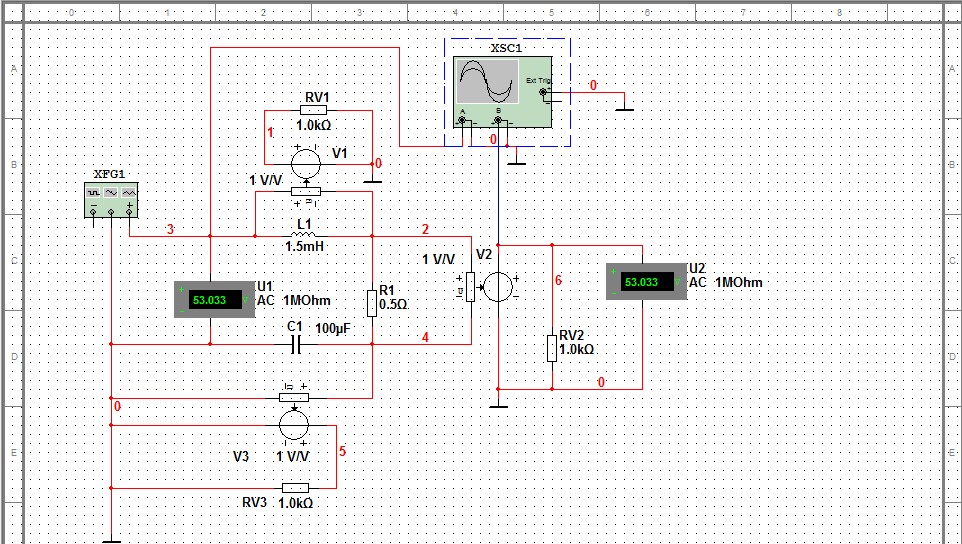 0 1 2 3 4 5 6 7 8
A A
XSC1
Ext Trig
+
A B
0
0
RV1
1.0kΩ
1
V1
0
1 V/V
B B
XFG1
3
L1
1.5mH
2
1 V/V
V2
C C
U1
AC 1MOhm
53.033 V
R1
0.5Ω
6
U2
AC 1MOhm
53.033 V
C1 100µF
4
RV2
1.0kΩ
D D
0
0
V3 1 V/V
5
E E
RV3 1.0kΩ